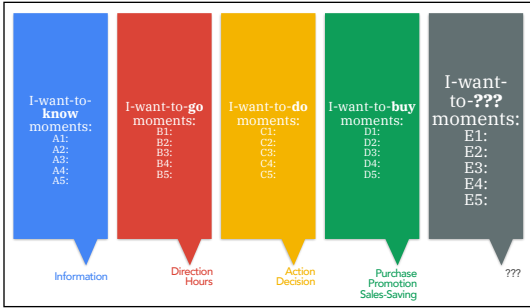 I-want-to-
know
moments:
A1:
A2:
A3:
A4:
A5:
Information
I-want-to-go
moments:
B1:
B2:
B3:
B4:
B5:
Direction
Hours
I-want-to-do
moments:
C1:
C2:
C3:
C4:
C5:
Action
Decision
I-want-to-buy
moments:
D1:
D2:
D3:
D4:
D5:
Purchase
Promotion
Sales-Saving
I-want-
to-???
moments:
E1:
E2:
E3:
E4:
E5:
???